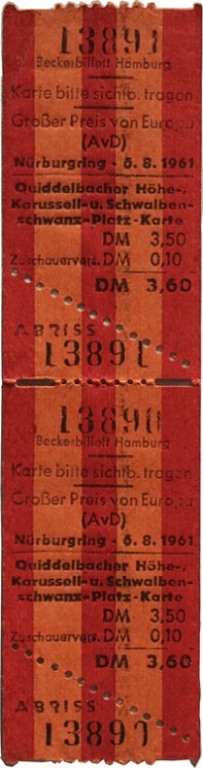 13891
Beckerbillett Hamburg
Karte bitte sichtb. tragen
Großer Preis von Europa
(AvD)
Nürburgring - 6.8.1961
Quiddelbacher Höhe-,
Karussell-u. Schwalben-
schwanz-Platz-Karte
DM 3,50
Zuschauervers. DM 0,10
DM 3,60
ABRISS
13891
13890
Beckerbillett Hamburg
Karte bitte sichtb. tragen
Großer Preis von Europa
(AvD)
Nürburgring - 6.8.1961
Quiddelbacher Höhe-,
Karussell-u. Schwalben-
schwanz-Platz-Karte
DM 3,50
Zuschauervers. DM 0,10
DM 3,60
ABRISS
13890